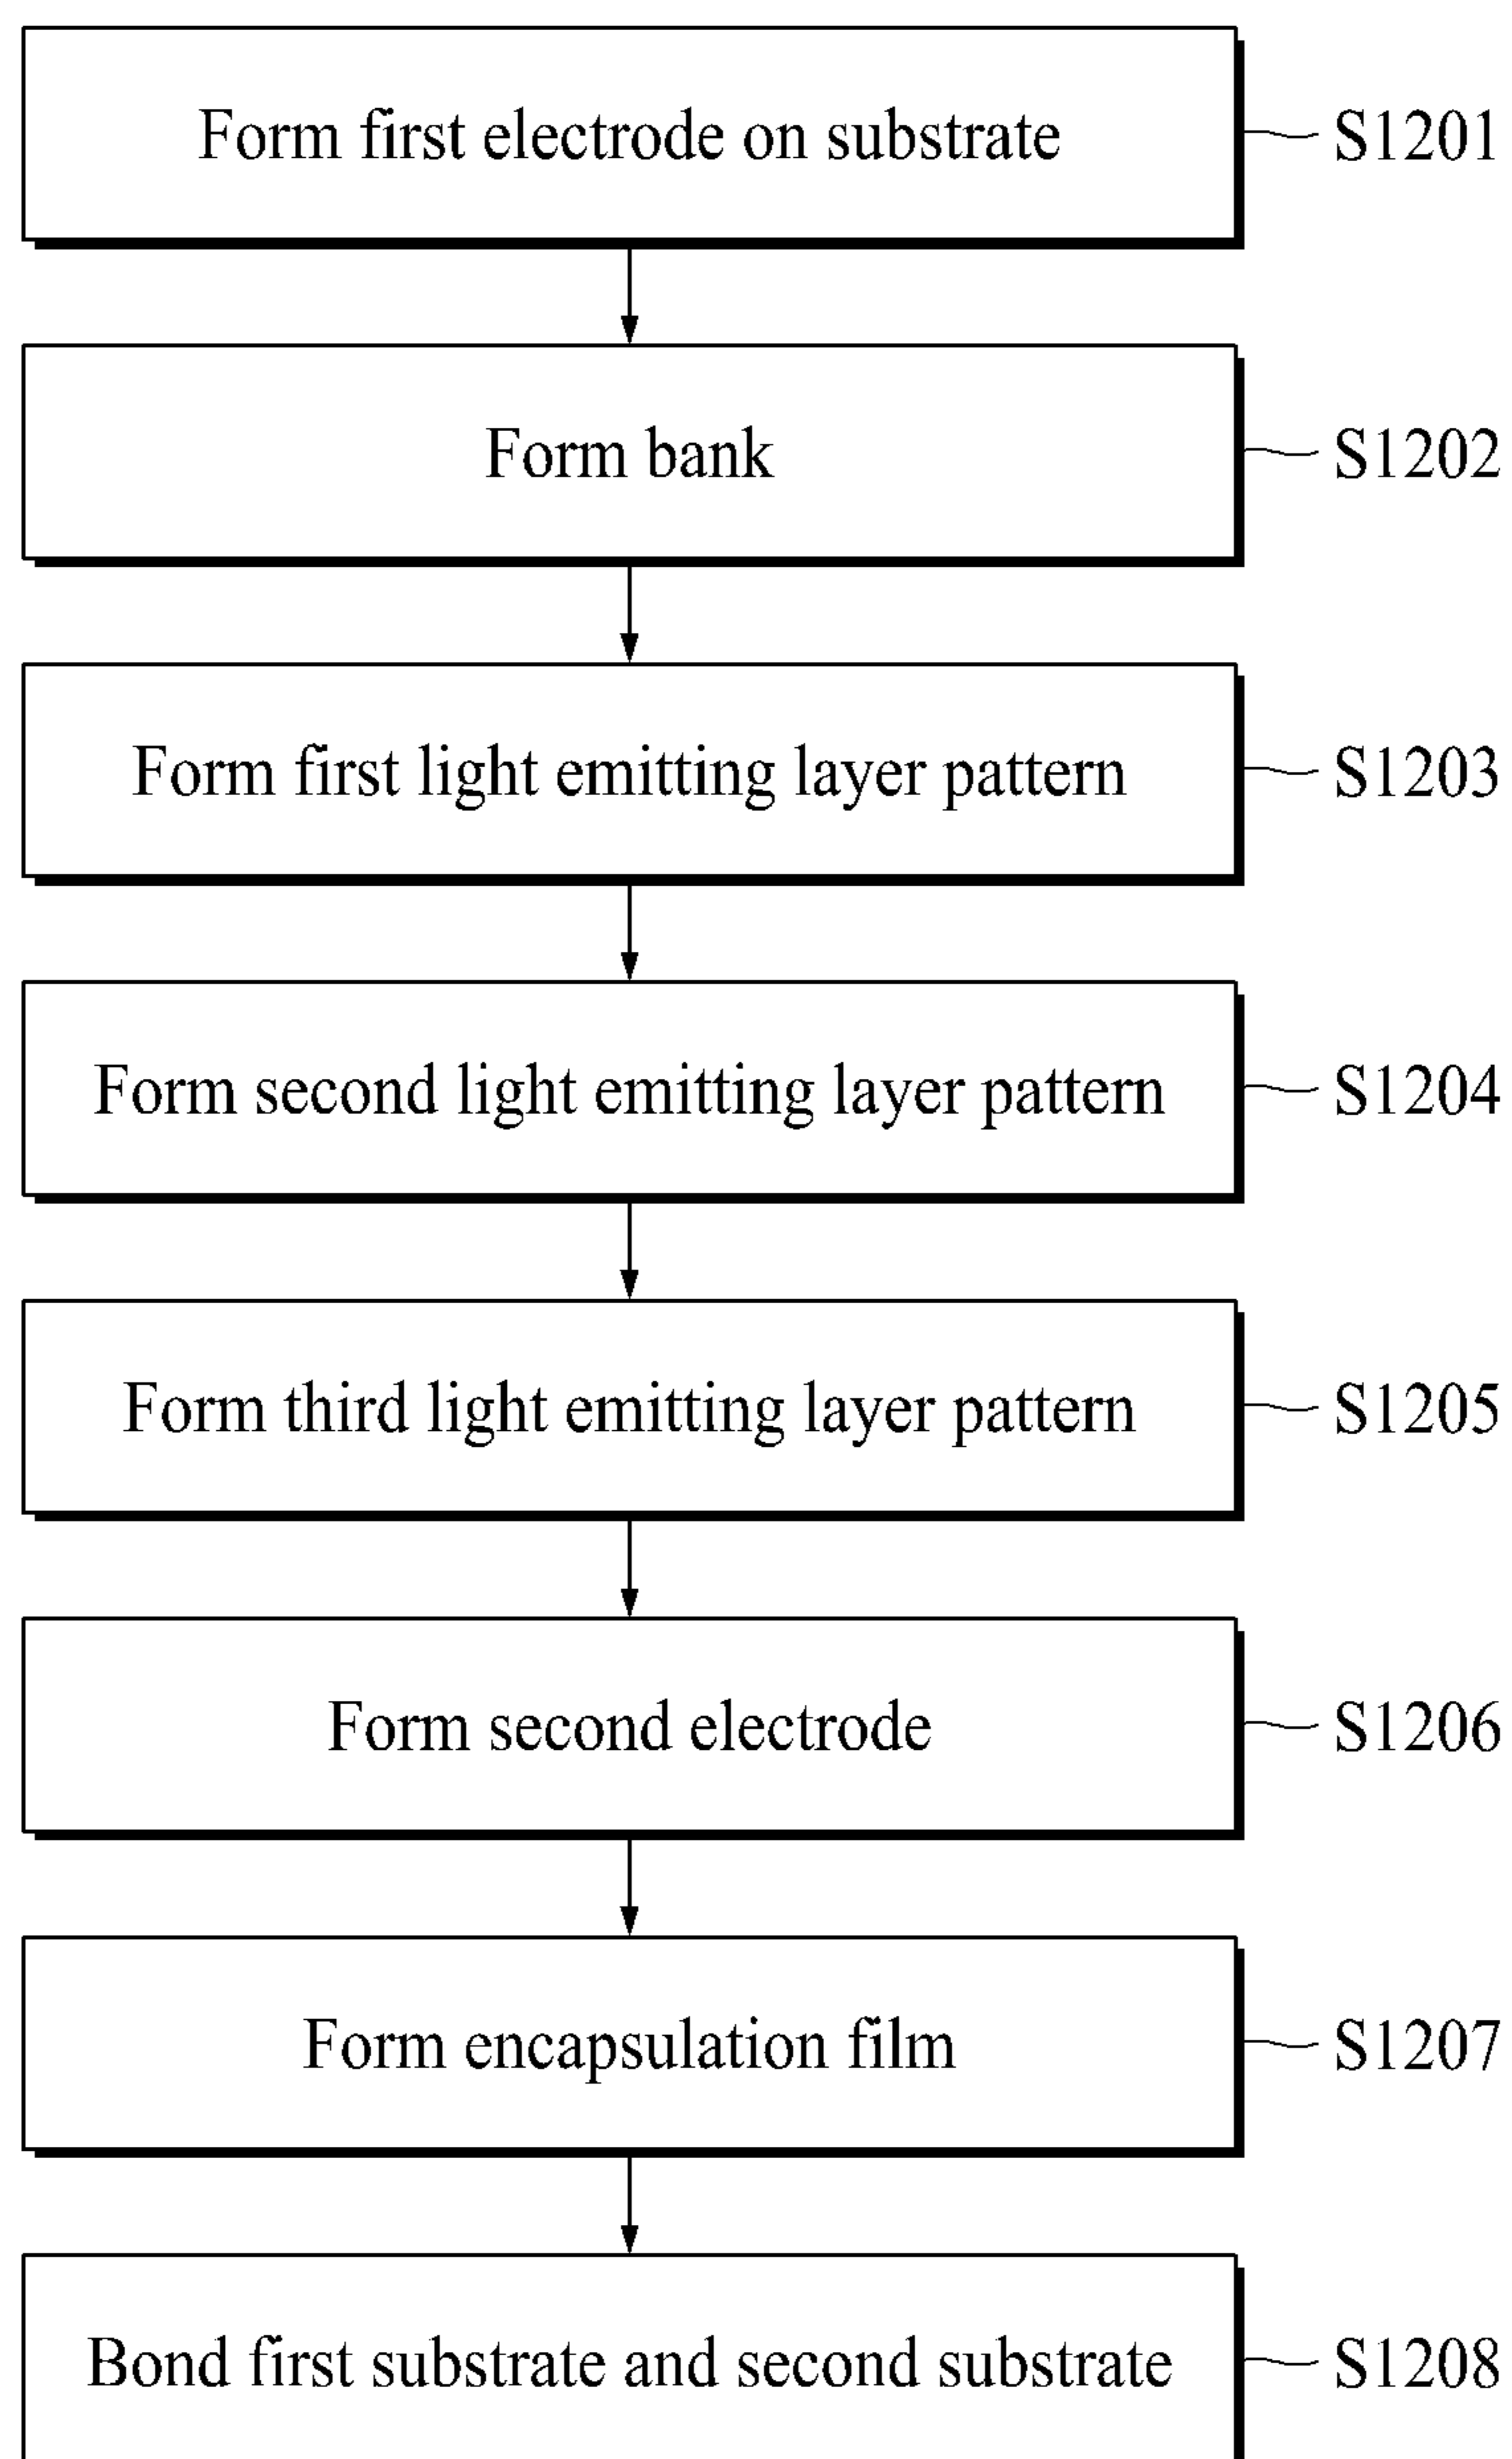 Form first electrode on substrate S1201
Form bank S1202
Form first light emitting layer pattern S1203
Form second light emitting layer pattern S1204
Form third light emitting layer pattern S1205
Form second electrode S1206
Form encapsulation film S1207
Bond first substrate and second substrate S1208